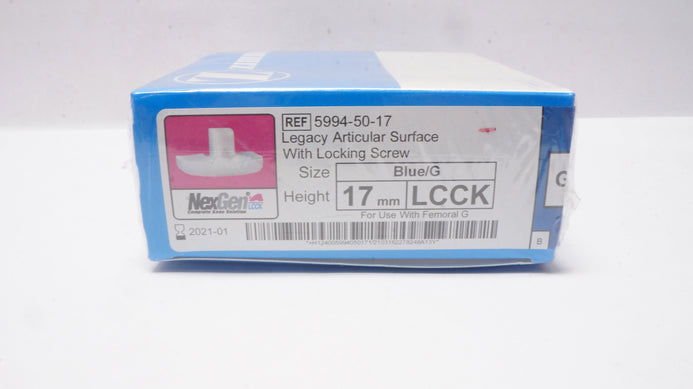 REF 5994-50-17
Legacy Articular Surface
With Locking Screw
Size Blue/G
Height 17 mm LCCK
For Use With Femoral G
NexGen LCCK
Complete Knee Solution
2021-01
B
G